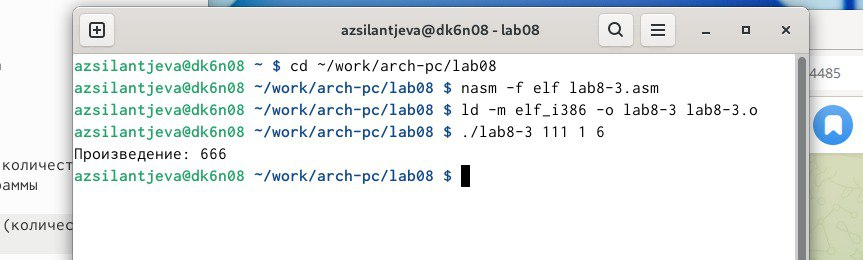 azsilantjeva@dk6n08 - lab08
azsilantjeva@dk6n08 ~ $ cd ~/work/arch-pc/lab08
azsilantjeva@dk6n08 ~/work/arch-pc/lab08 $ nasm -f elf lab8-3.asm
azsilantjeva@dk6n08 ~/work/arch-pc/lab08 $ ld -m elf_i386 -o lab8-3 lab8-3.o
azsilantjeva@dk6n08 ~/work/arch-pc/lab08 $ ./lab8-3 111 1 6
Произведение: 666
azsilantjeva@dk6n08 ~/work/arch-pc/lab08 $
4485
количест
аммы
(количес